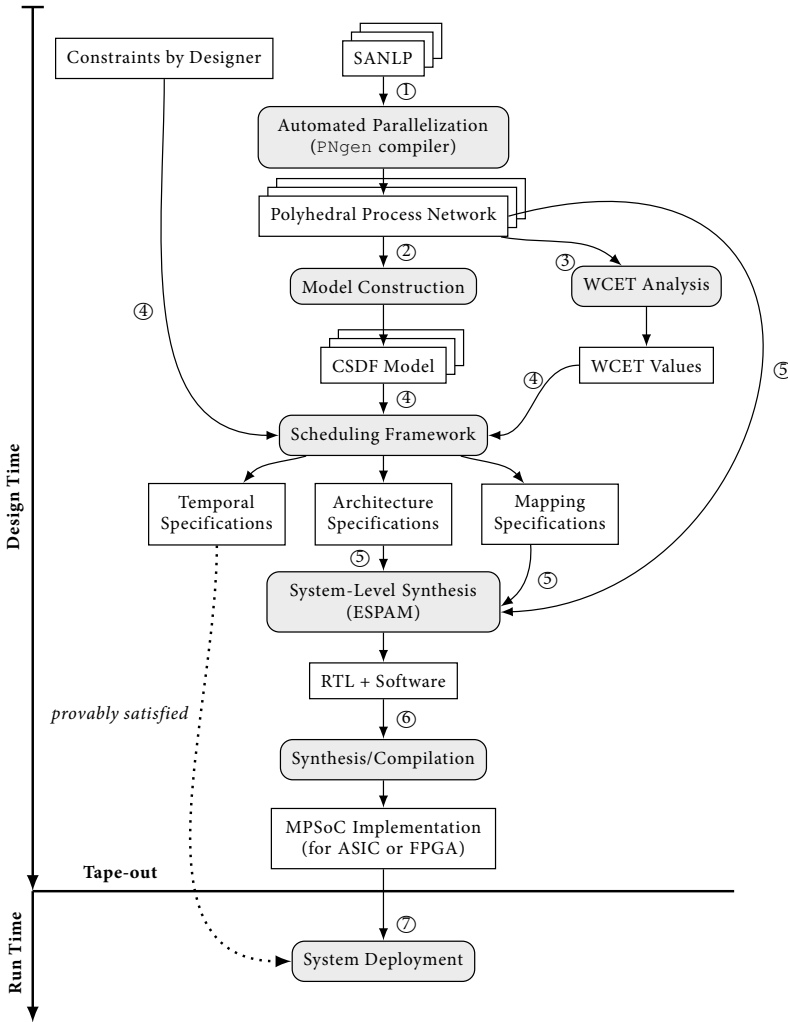 Constraints by Designer
SANLP
①
Automated Parallelization
(PNgen compiler)
Polyhedral Process Network
②
③
Model Construction
WCET Analysis
④
CSDF Model
WCET Values
⑤
④
④
Scheduling Framework
Temporal
Specifications
Architecture
Specifications
Mapping
Specifications
⑤
⑤
System-Level Synthesis
(ESPAM)
RTL + Software
provably satisfied
⑥
Synthesis/Compilation
MPSoC Implementation
(for ASIC or FPGA)
Tape-out
⑦
System Deployment
Design Time
Run Time